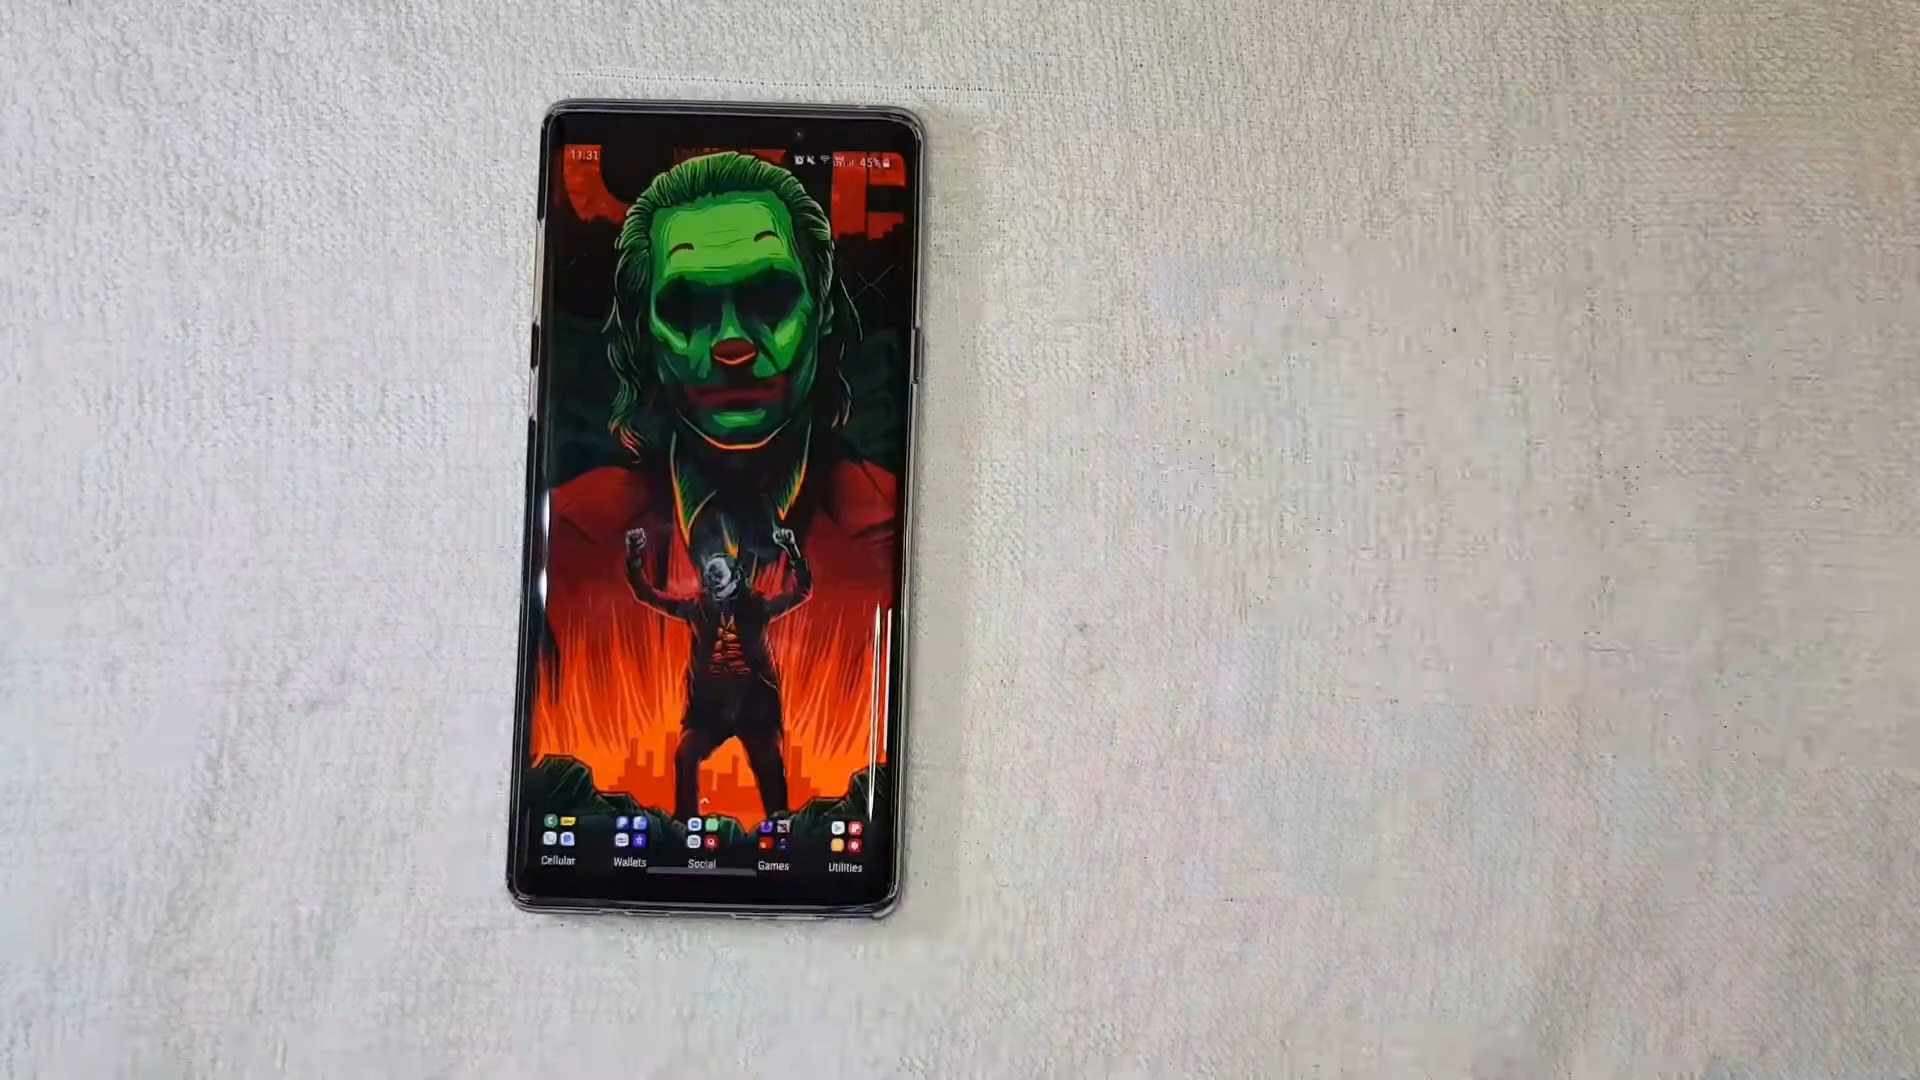 11:31
45%
Cellular
Wallets
Social
Games
Utilities